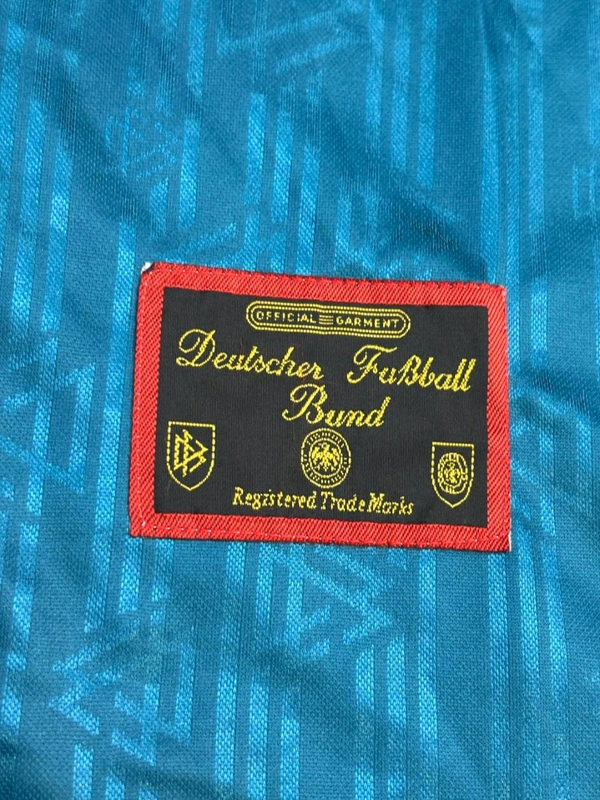 OFFICIAL GARMENT
Deutscher Fußball
Bund
Registered Trade Marks